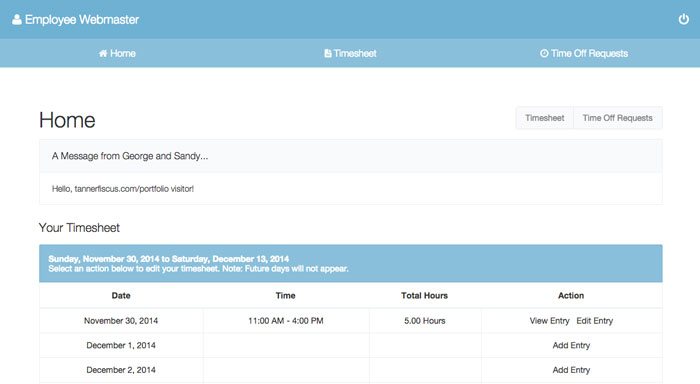 Employee Webmaster
Home Timesheet Time Off Requests
Home Timesheet Time Off Requests
A Message from George and Sandy...
Hello, tannerfiscus.com/portfolio visitor!
Your Timesheet
Sunday, November 30, 2014 to Saturday, December 13, 2014
Select an action below to edit your timesheet. Note: Future days will not appear.
Date Time Total Hours Action
November 30, 2014 11:00 AM - 4:00 PM 5.00 Hours View Entry Edit Entry
December 1, 2014 Add Entry
December 2, 2014 Add Entry